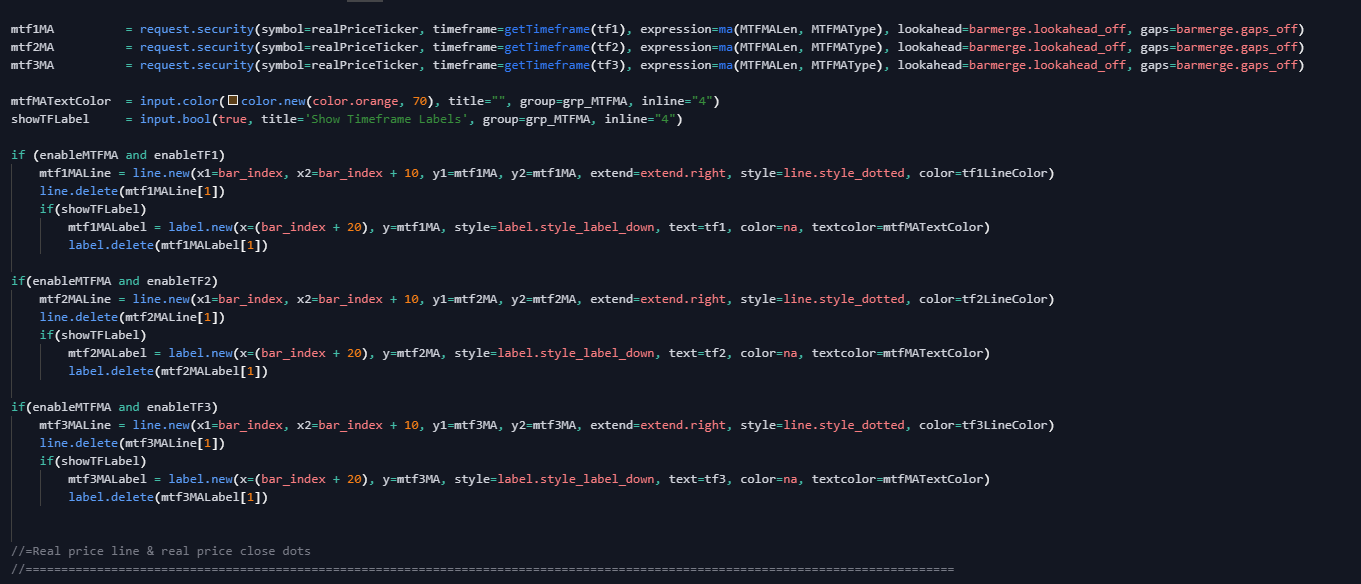 mtf1MA          = request.security(symbol=realPriceTicker, timeframe=getTimeframe(tf1), expression=ma(MTFMALen, MTFMAType), lookahead=barmerge.lookahead_off, gaps=barmerge.gaps_off)
mtf2MA          = request.security(symbol=realPriceTicker, timeframe=getTimeframe(tf2), expression=ma(MTFMALen, MTFMAType), lookahead=barmerge.lookahead_off, gaps=barmerge.gaps_off)
mtf3MA          = request.security(symbol=realPriceTicker, timeframe=getTimeframe(tf3), expression=ma(MTFMALen, MTFMAType), lookahead=barmerge.lookahead_off, gaps=barmerge.gaps_off)
mtfMATextColor  = input.color(color.new(color.orange, 70), title="", group=grp_MTFMA, inline="4")
showTFLabel     = input.bool(true, title='Show Timeframe Labels', group=grp_MTFMA, inline="4")
if (enableMTFMA and enableTF1)
    mtf1MALine = line.new(x1=bar_index, x2=bar_index + 10, y1=mtf1MA, y2=mtf1MA, extend=extend.right, style=line.style_dotted, color=tf1LineColor)
    line.delete(mtf1MALine[1])
    if(showTFLabel)
        mtf1MALabel = label.new(x=(bar_index + 20), y=mtf1MA, style=label.style_label_down, text=tf1, color=na, textcolor=mtfMATextColor)
        label.delete(mtf1MALabel[1])
if(enableMTFMA and enableTF2)
    mtf2MALine = line.new(x1=bar_index, x2=bar_index + 10, y1=mtf2MA, y2=mtf2MA, extend=extend.right, style=line.style_dotted, color=tf2LineColor)
    line.delete(mtf2MALine[1])
    if(showTFLabel)
        mtf2MALabel = label.new(x=(bar_index + 20), y=mtf2MA, style=label.style_label_down, text=tf2, color=na, textcolor=mtfMATextColor)
        label.delete(mtf2MALabel[1])
if(enableMTFMA and enableTF3)
    mtf3MALine = line.new(x1=bar_index, x2=bar_index + 10, y1=mtf3MA, y2=mtf3MA, extend=extend.right, style=line.style_dotted, color=tf3LineColor)
    line.delete(mtf3MALine[1])
    if(showTFLabel)
        mtf3MALabel = label.new(x=(bar_index + 20), y=mtf3MA, style=label.style_label_down, text=tf3, color=na, textcolor=mtfMATextColor)
        label.delete(mtf3MALabel[1])
//=Real price line & real price close dots
//==================================================================================================================================